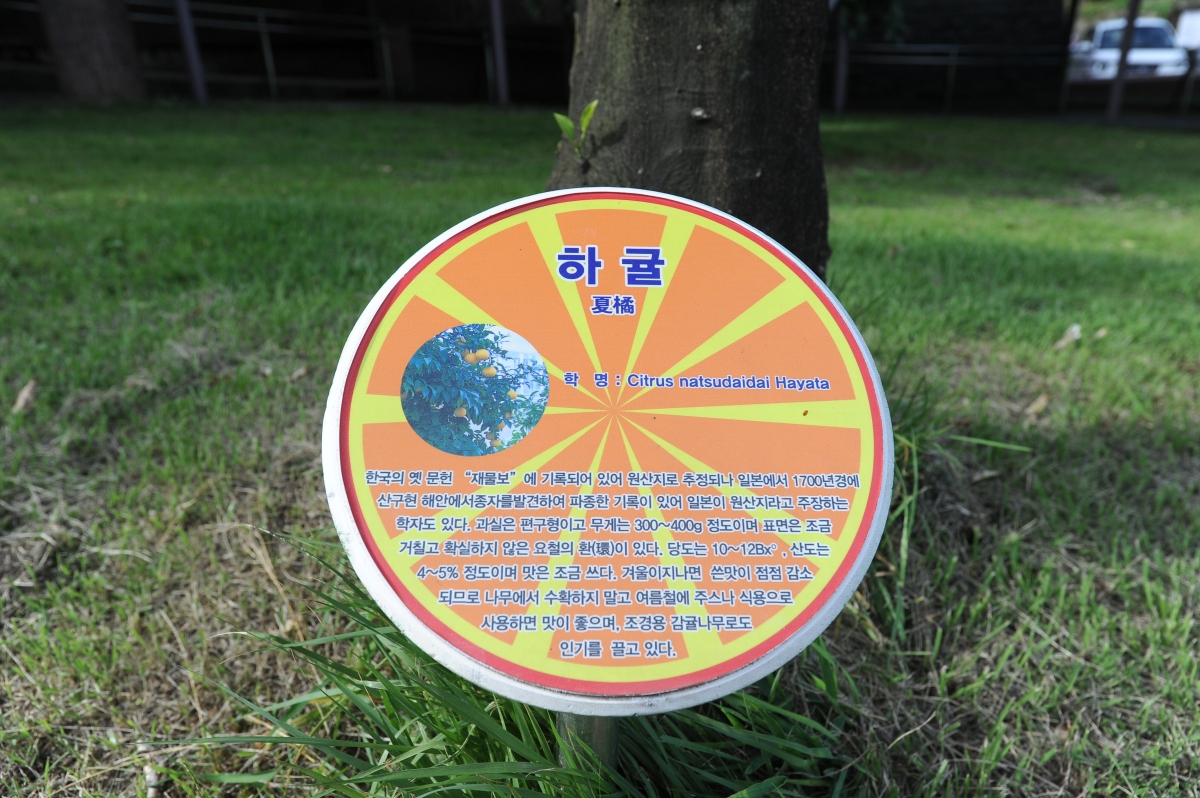 하 귤
夏橘
학 명 : Citrus natsudaidai Hayata
한국의 옛 문헌 “재물보”에 기록되어 있어 원산지로 추정되나 일본에서 1700년경에
산구현 해안에서종자를발견하여 파종한 기록이 있어 일본이 원산지라고 주장하는
학자도 있다. 과실은 편구형이고 무게는 300~400g 정도이며 표면은 조금
거칠고 확실하지 않은 요철의 환(環)이 있다. 당도는 10~12Bx°, 산도는
4~5% 정도이며 맛은 조금 쓰다. 겨울이지나면 쓴맛이 점점 감소
되므로 나무에서 수확하지 말고 여름철에 주스나 식용으로
사용하면 맛이 좋으며, 조경용 감귤나무로도
인기를 끌고 있다.